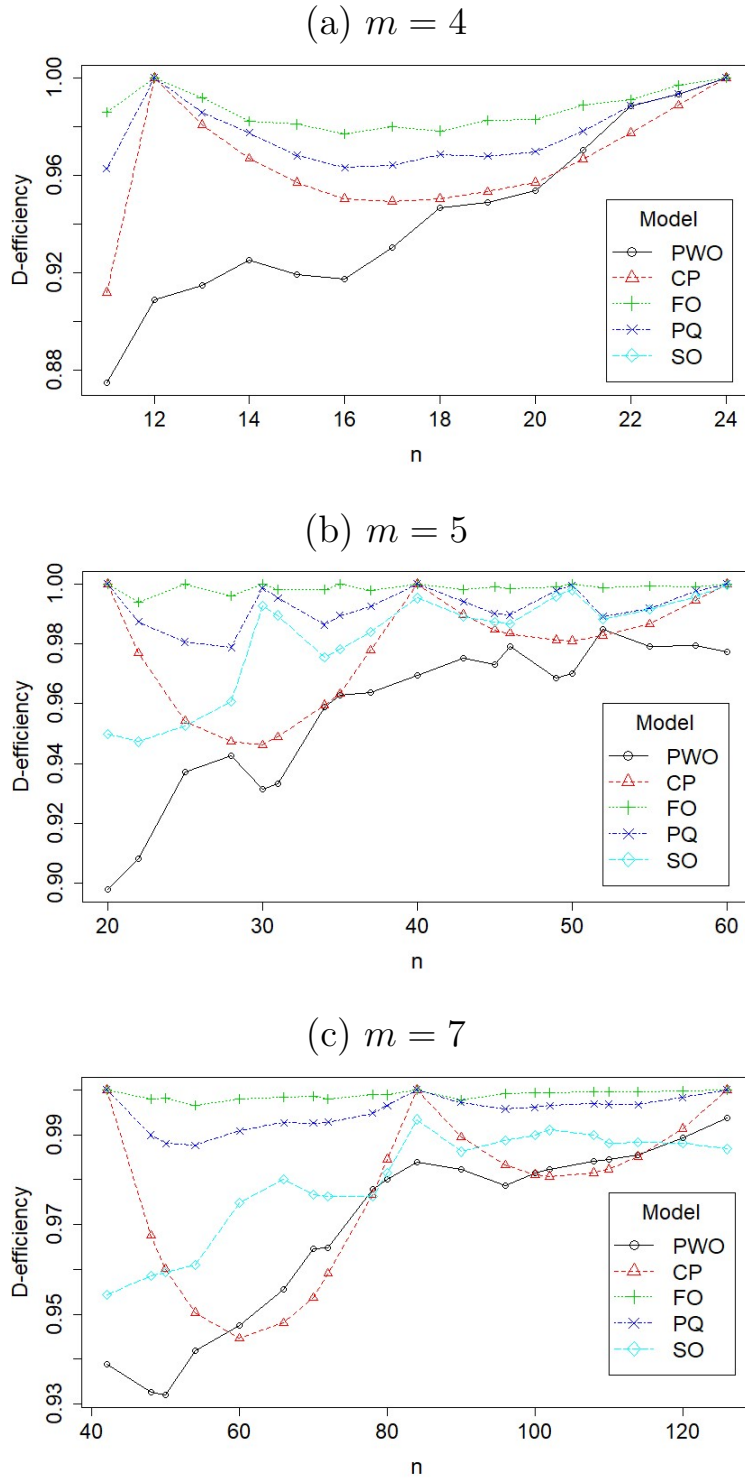 (a) m = 4
1.00
0.96
0.92
0.88
D-efficiency
Model
PWO
CP
FO
PQ
SO
12 14 16 18 20 22 24
n
(b) m = 5
1.00
0.98
0.96
0.94
0.92
0.90
D-efficiency
Model
PWO
CP
FO
PQ
SO
20 30 40 50 60
n
(c) m = 7
0.99
0.97
0.95
0.93
D-efficiency
Model
PWO
CP
FO
PQ
SO
40 60 80 100 120
n